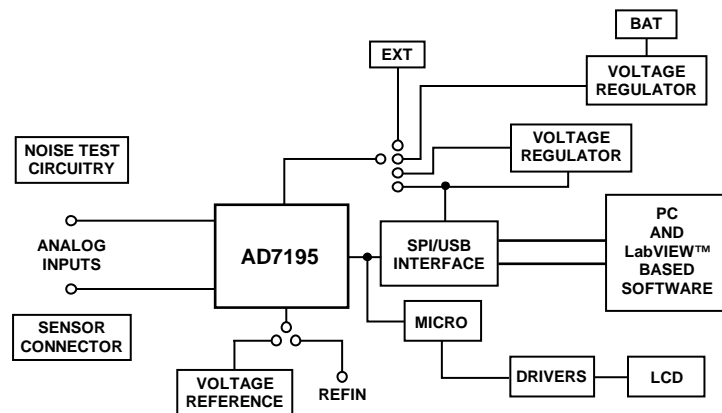 BAT
EXT
VOLTAGE
REGULATOR
VOLTAGE
REGULATOR
NOISE TEST
CIRCUITRY
ANALOG
INPUTS
AD7195
SPI/USB
INTERFACE
PC
AND
LabVIEW™
BASED
SOFTWARE
SENSOR
CONNECTOR
MICRO
VOLTAGE
REFERENCE
REFIN
DRIVERS
LCD